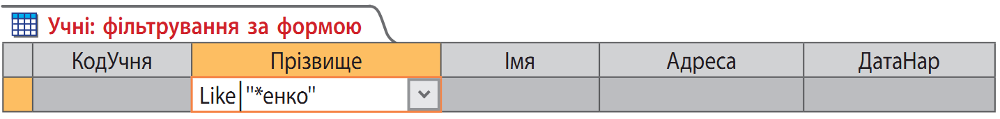 Учні: фільтрування за формою
КодУчня Прізвище Імя Адреса ДатаНар
Like "*енко"